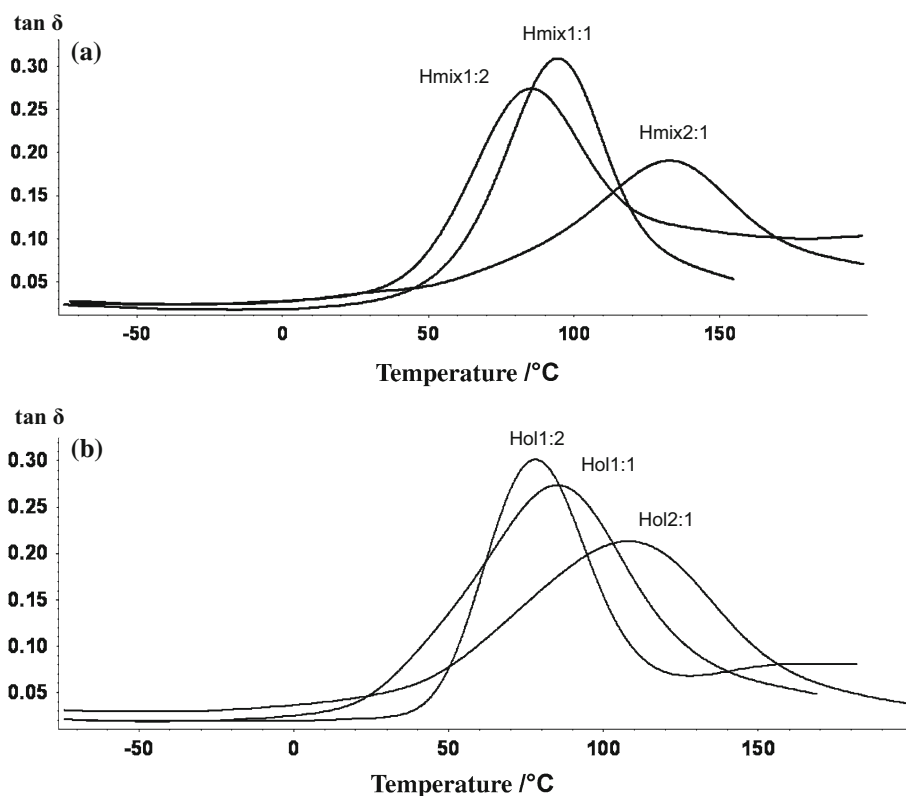 tan δ
(a)
Hmix1:1
Hmix1:2
Hmix2:1
0.30
0.25
0.20
0.15
0.10
0.05
-50 0 50 100 150
Temperature /°C
tan δ
(b)
Hol1:2
Hol1:1
Hol2:1
0.30
0.25
0.20
0.15
0.10
0.05
-50 0 50 100 150
Temperature /°C